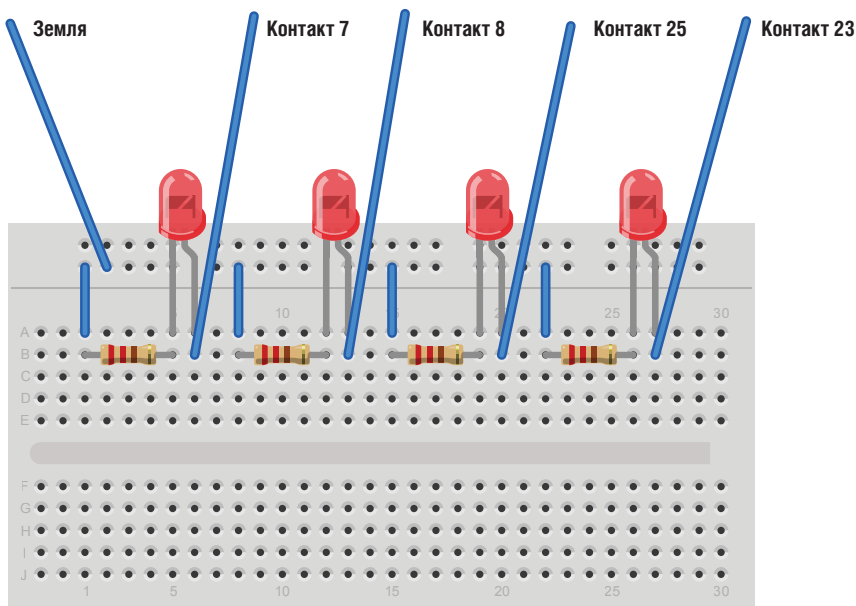 Земля
Контакт 7
Контакт 8
Контакт 25
Контакт 23
10
25
30
A
B
C
D
E
F
G
H
I
J
1
5
10
15
20
25
30